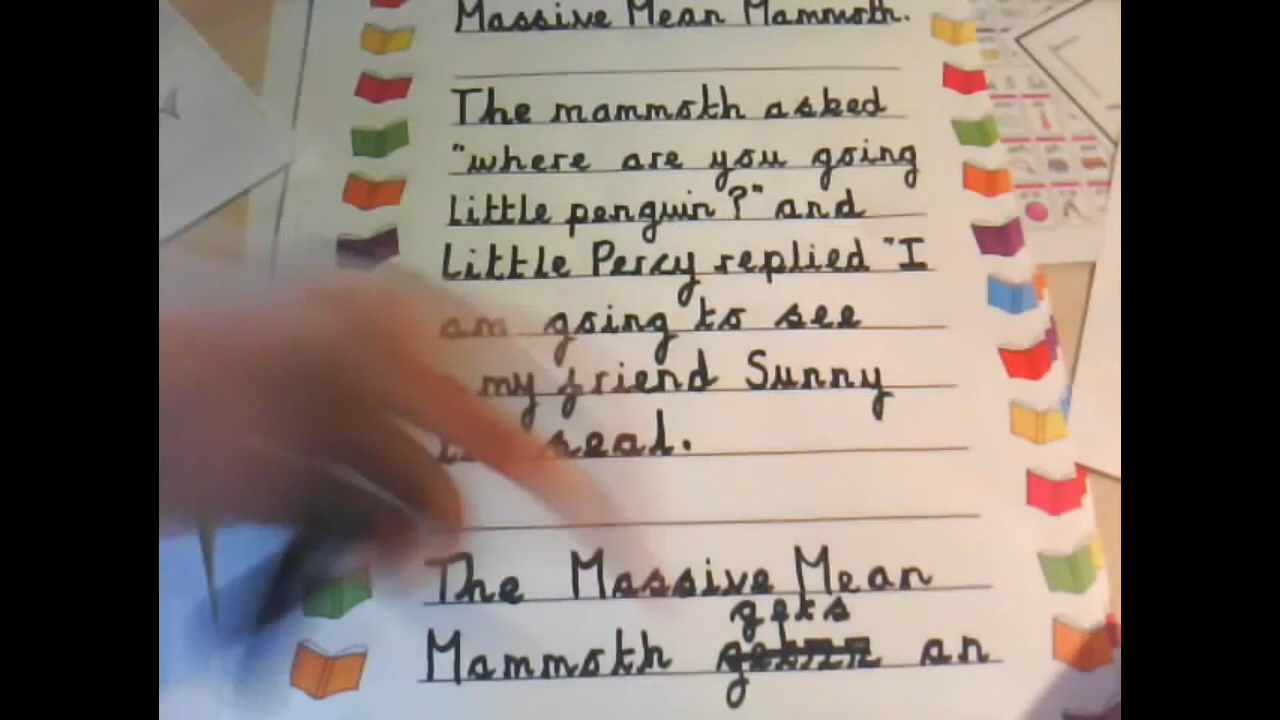 Massive Mean Mammoth.
The mammoth asked
"where are you going
little penguin?" and
little Percy replied "I
am going to see
my friend Sunny
seal.
The Massive Mean
gets
Mammoth an